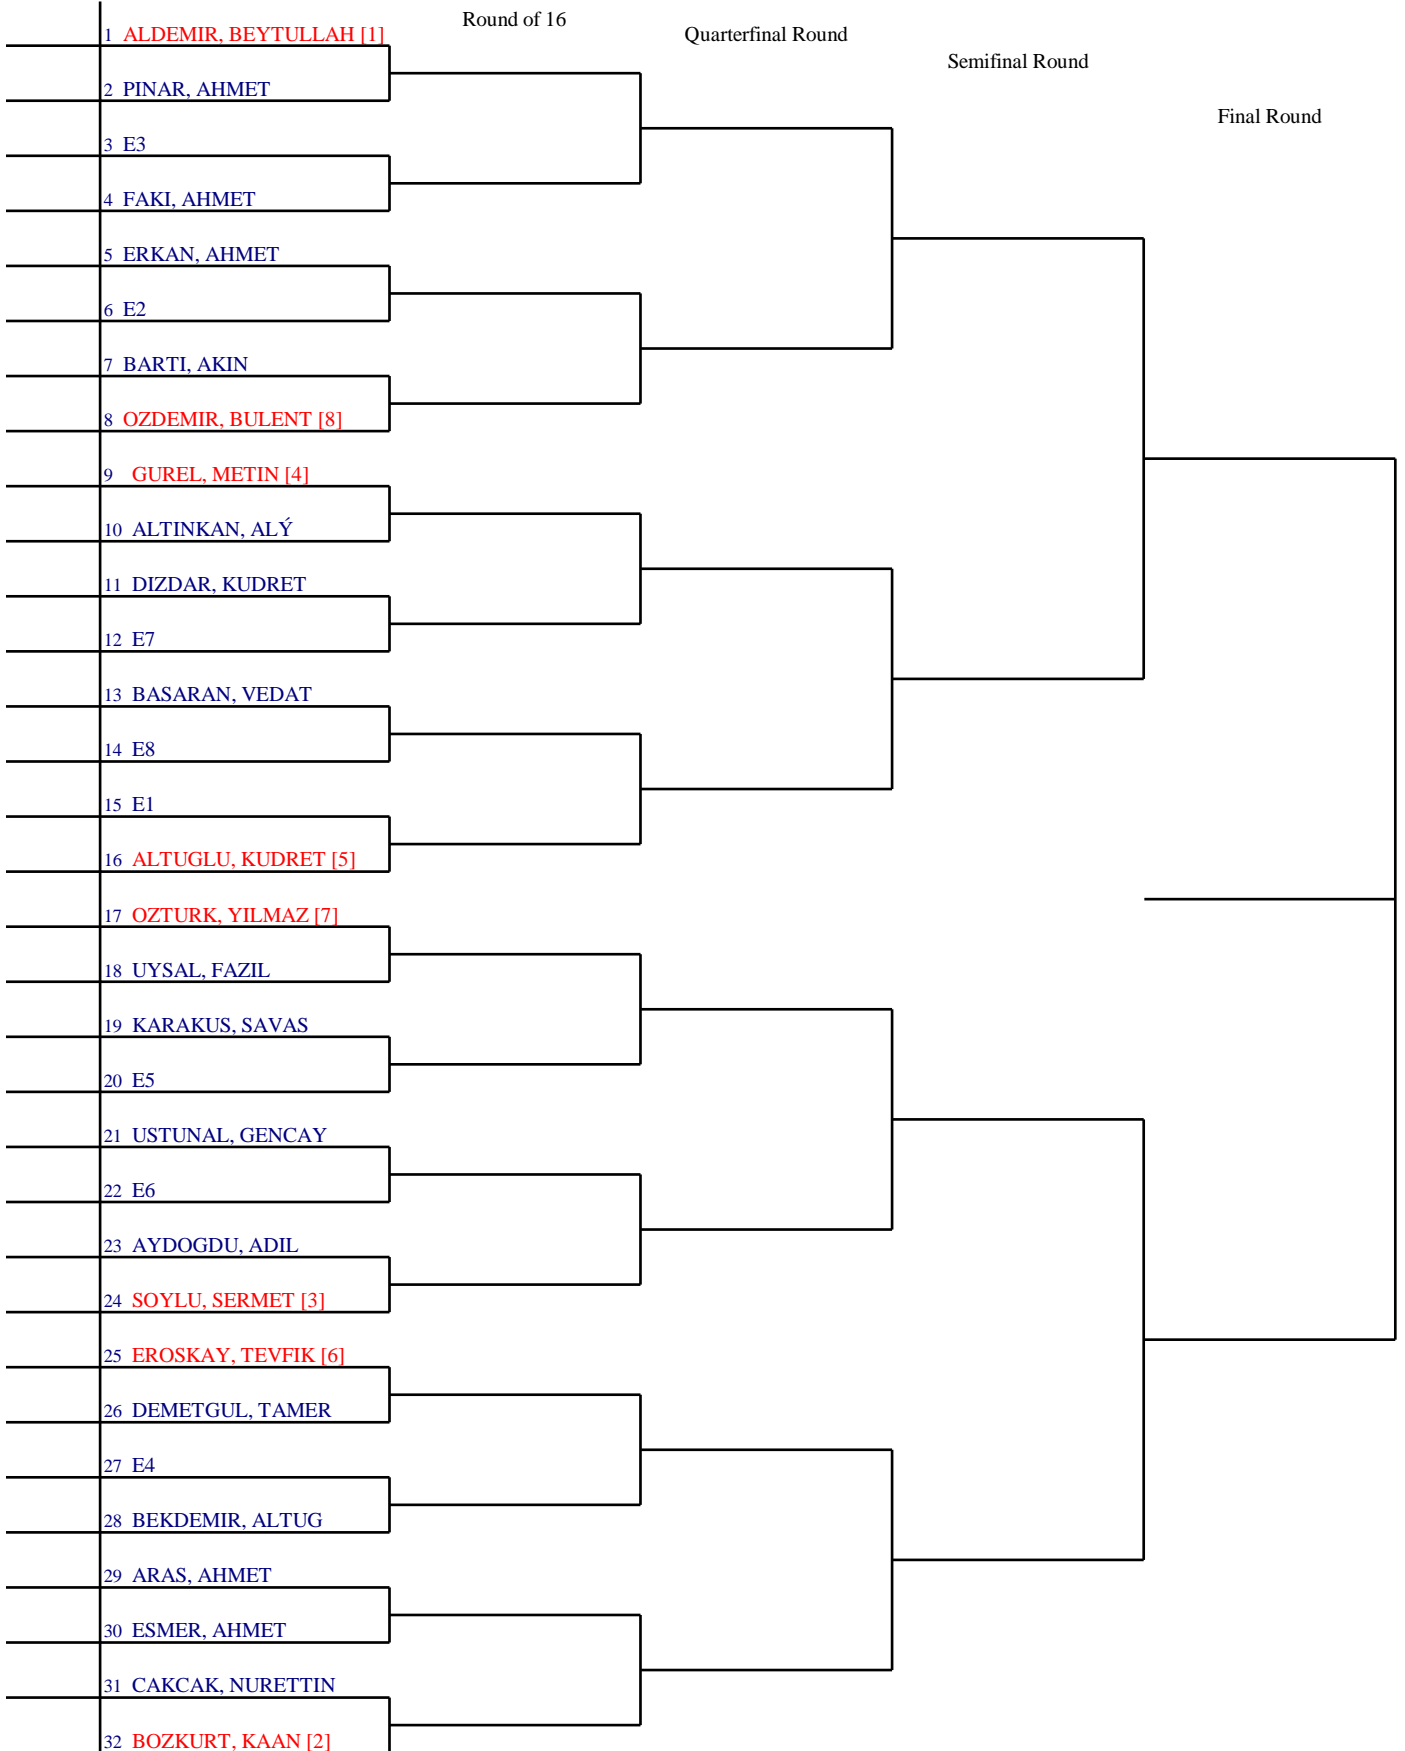 Round of 16
Quarterfinal Round
Semifinal Round
Final Round
1 ALDEMIR, BEYTULLAH [1]
2 PINAR, AHMET
3 E3
4 FAKI, AHMET
5 ERKAN, AHMET
6 E2
7 BARTI, AKIN
8 OZDEMIR, BULENT [8]
9 GUREL, METIN [4]
10 ALTINKAN, ALÝ
11 DIZDAR, KUDRET
12 E7
13 BASARAN, VEDAT
14 E8
15 E1
16 ALTUGLU, KUDRET [5]
17 OZTURK, YILMAZ [7]
18 UYSAL, FAZIL
19 KARAKUS, SAVAS
20 E5
21 USTUNAL, GENCAY
22 E6
23 AYDOGDU, ADIL
24 SOYLU, SERMET [3]
25 EROSKAY, TEVFIK [6]
26 DEMETGUL, TAMER
27 E4
28 BEKDEMIR, ALTUG
29 ARAS, AHMET
30 ESMER, AHMET
31 CAKCAK, NURETTIN
32 BOZKURT, KAAN [2]